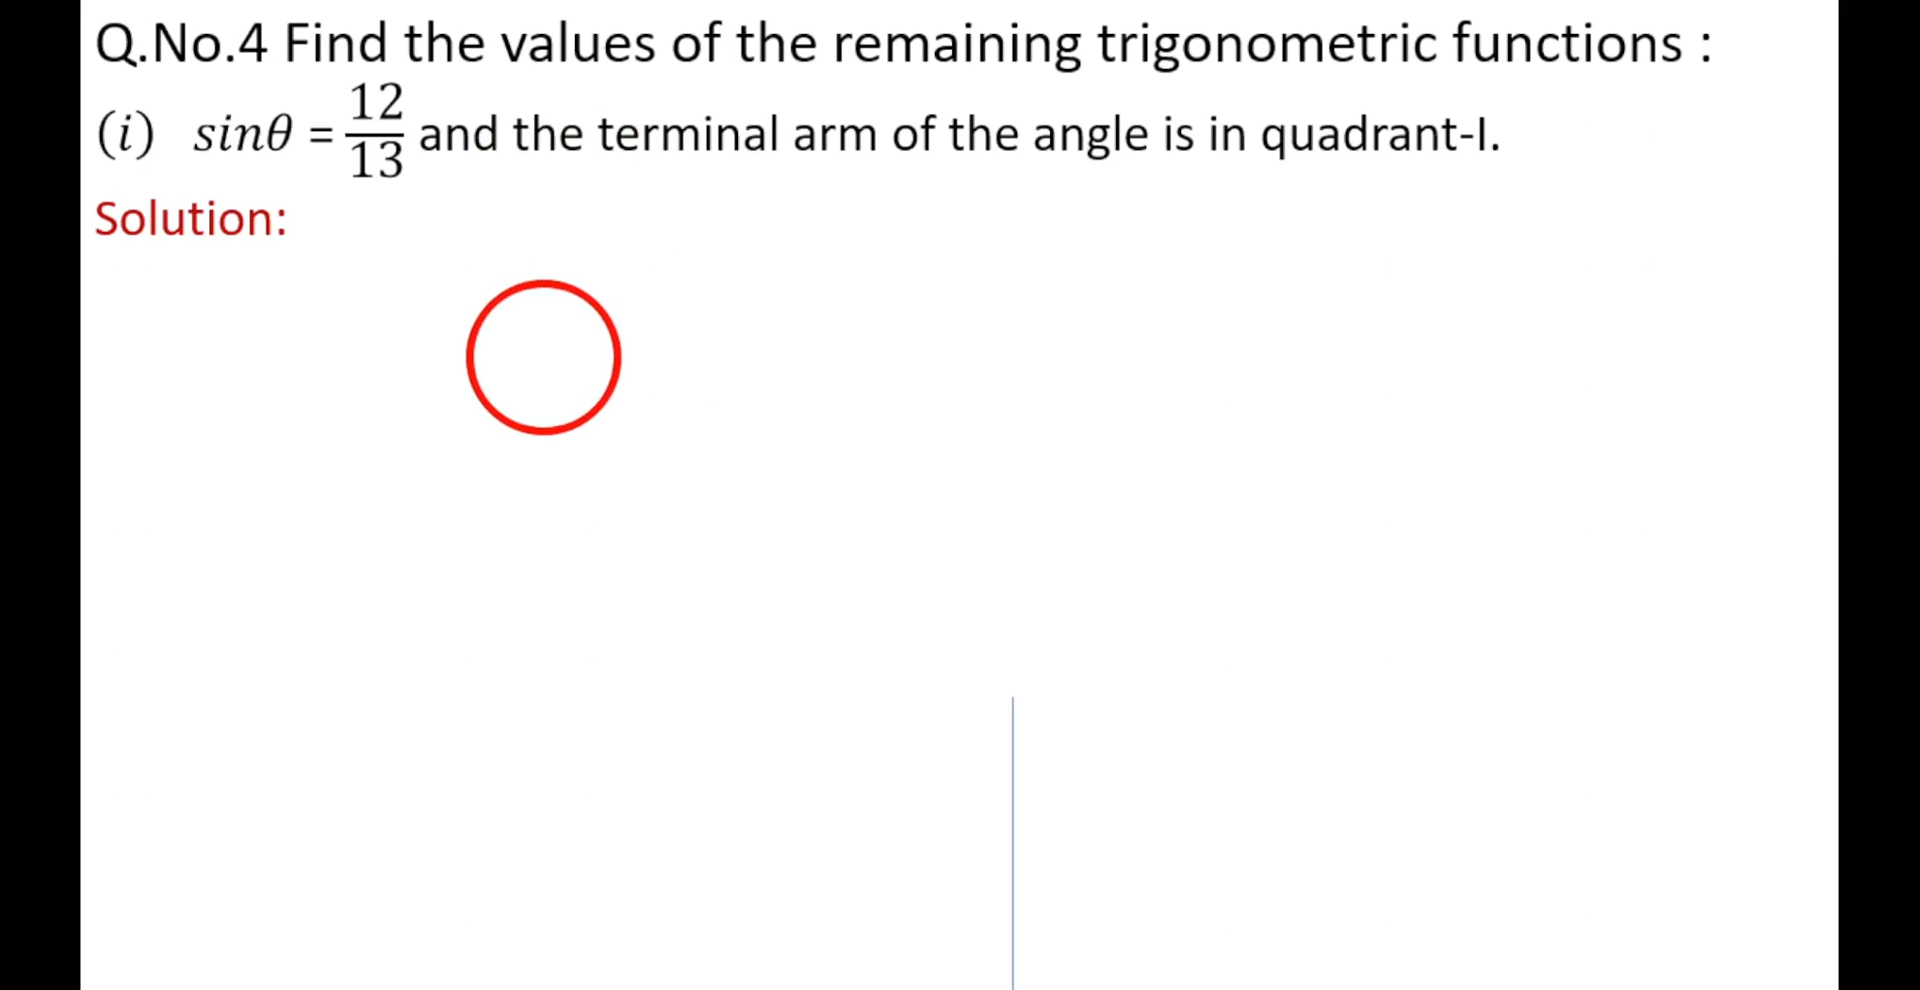 Q.No.4 Find the values of the remaining trigonometric functions :
(i) sinθ = 12/13 and the terminal arm of the angle is in quadrant-I.
Solution: